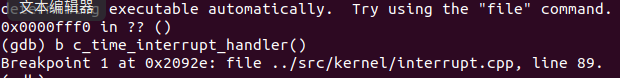 de
文本编辑器
g executable automatically. Try using the "file" command.
0x0000fff0 in ?? ()
(gdb) b c_time_interrupt_handler()
Breakpoint 1 at 0x2092e: file ../src/kernel/interrupt.cpp, line 89.